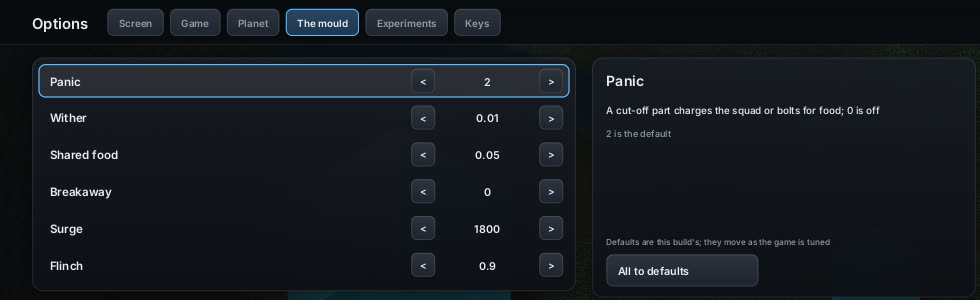 Options Screen Game Planet The mould Experiments Keys
Panic < 2 >
Wither < 0.01 >
Shared food < 0.05 >
Breakaway < 0 >
Surge < 1800 >
Flinch < 0.9 >
Panic
A cut-off part charges the squad or bolts for food; 0 is off
2 is the default
Defaults are this build's; they move as the game is tuned
All to defaults